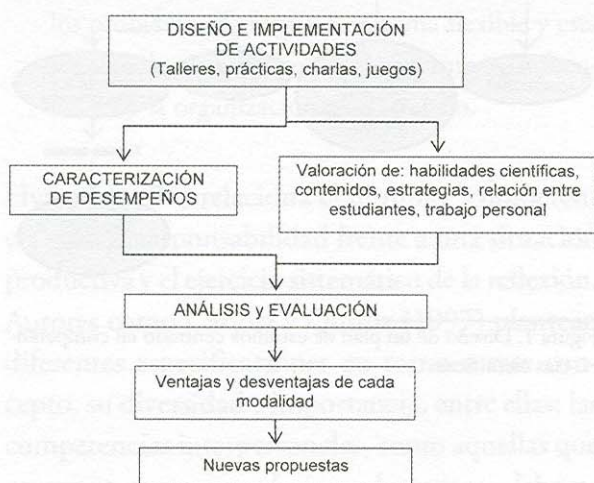 DISEÑO E IMPLEMENTACIÓN
DE ACTIVIDADES
(Talleres, prácticas, charlas, juegos)
CARACTERIZACIÓN
DE DESEMPEÑOS
Valoración de: habilidades científicas,
contenidos, estrategias, relación entre
estudiantes, trabajo personal
ANÁLISIS y EVALUACIÓN
Ventajas y desventajas de cada
modalidad
Nuevas propuestas